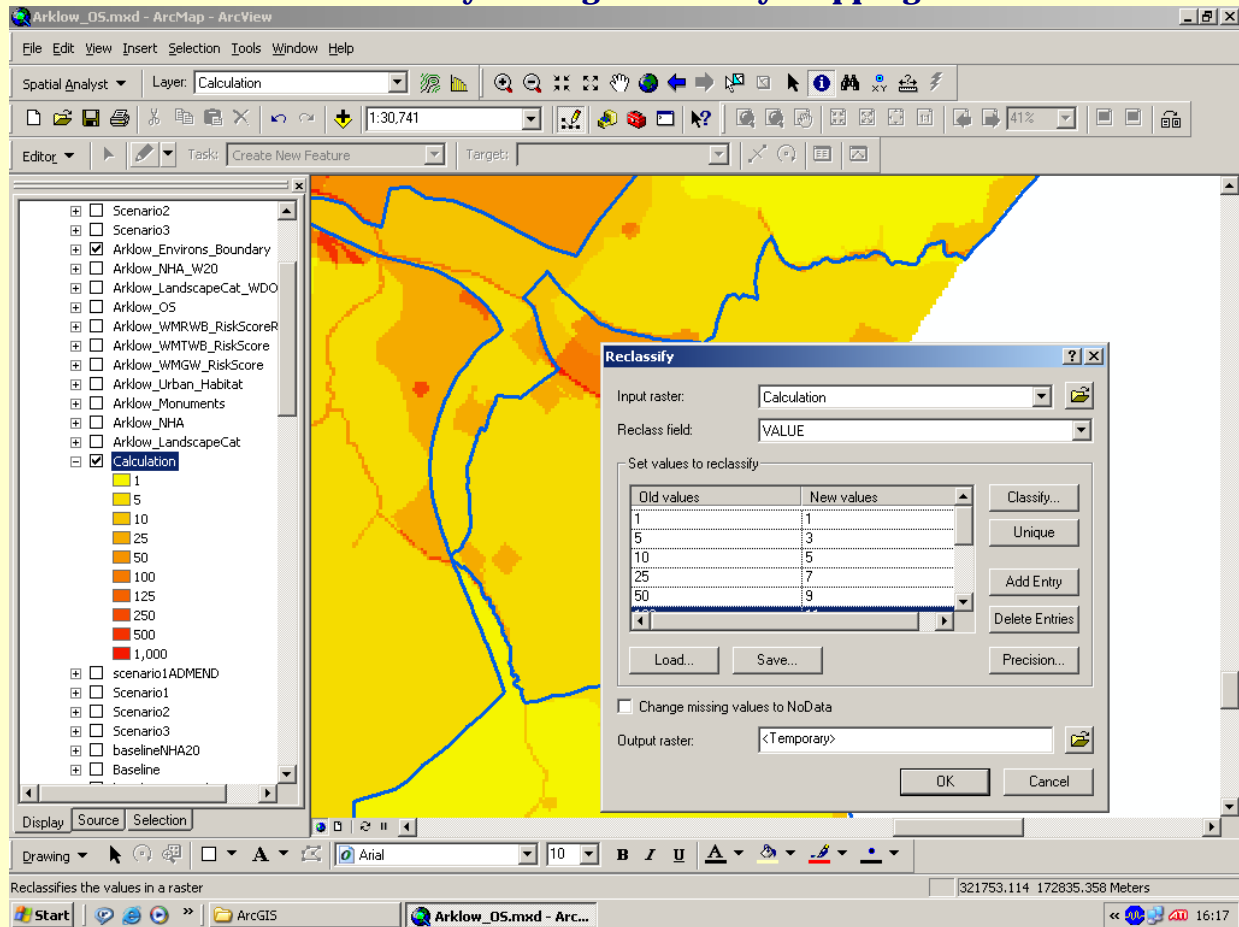 Arklow_OS.mxd - ArcMap - ArcView
File Edit View Insert Selection Tools Window Help
Spatial Analyst Layer: Calculation
1:30,741 41%
Editor Task: Create New Feature Target:
Scenario2
Scenario3
Arklow_Environs_Boundary
Arklow_NHA_W20
Arklow_LandscapeCat_WDO
Arklow_OS
Arklow_WMRWB_RiskScoreR
Arklow_WMTWB_RiskScore
Arklow_WMGW_RiskScore
Arklow_Urban_Habitat
Arklow_Monuments
Arklow_NHA
Arklow_LandscapeCat
Calculation
1
5
10
25
50
100
125
250
500
1,000
scenario1ADMEND
Scenario1
Scenario2
Scenario3
baselineNHA20
Baseline
Display Source Selection
Reclassify
Input raster: Calculation
Reclass field: VALUE
Set values to reclassify
Old values New values
1 1
5 3
10 5
25 7
50 9
Classify...
Unique
Add Entry
Delete Entries
Load... Save... Precision...
Change missing values to NoData
Output raster: <Temporary>
OK Cancel
Drawing A Arial 10 B I U A
Reclassifies the values in a raster
321753.114 172835.358 Meters
Start ArcGIS Arklow_OS.mxd - Arc... 16:17